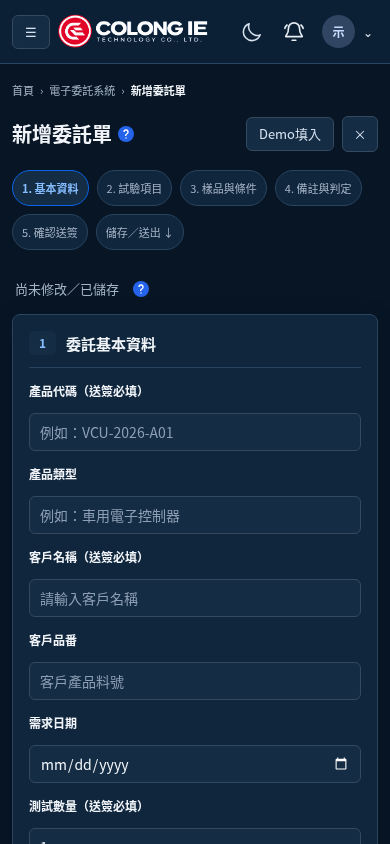 ☰ COLONG IE 示 ⌄
TECHNOLOGY CO., LTD.
首頁 › 電子委託系統 › 新增委託單
新增委託單 ? Demo填入 ×
1. 基本資料 2. 試驗項目 3. 樣品與條件 4. 備註與判定
5. 確認送簽 儲存／送出 ↓
尚未修改／已儲存 ?
1 委託基本資料
產品代碼（送簽必填）
例如：VCU-2026-A01
產品類型
例如：車用電子控制器
客戶名稱（送簽必填）
請輸入客戶名稱
客戶品番
客戶產品料號
需求日期
mm/dd/yyyy
測試數量（送簽必填）